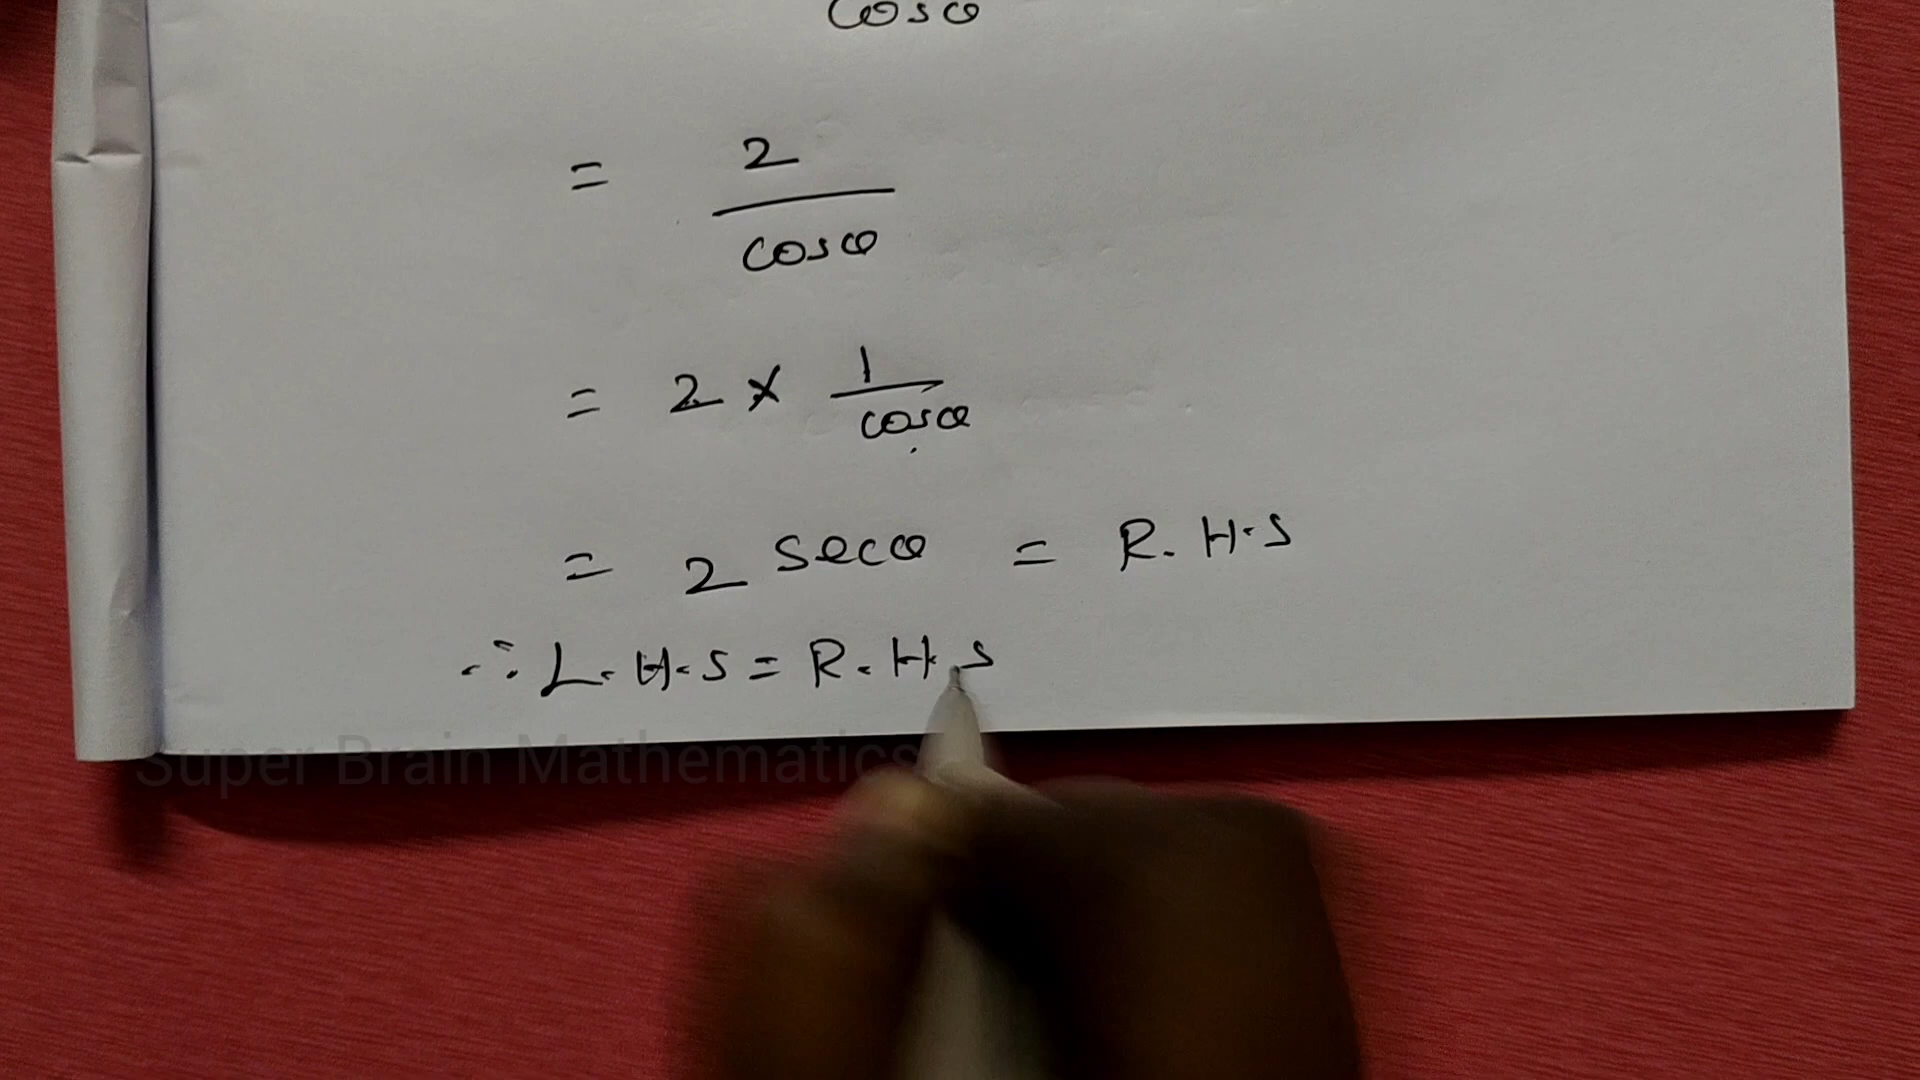 cosθ
= 2/cosθ
= 2 × 1/cosθ
= 2 secθ = R.H.S
∴ L.H.S = R.H.S
Super Brain Mathematics